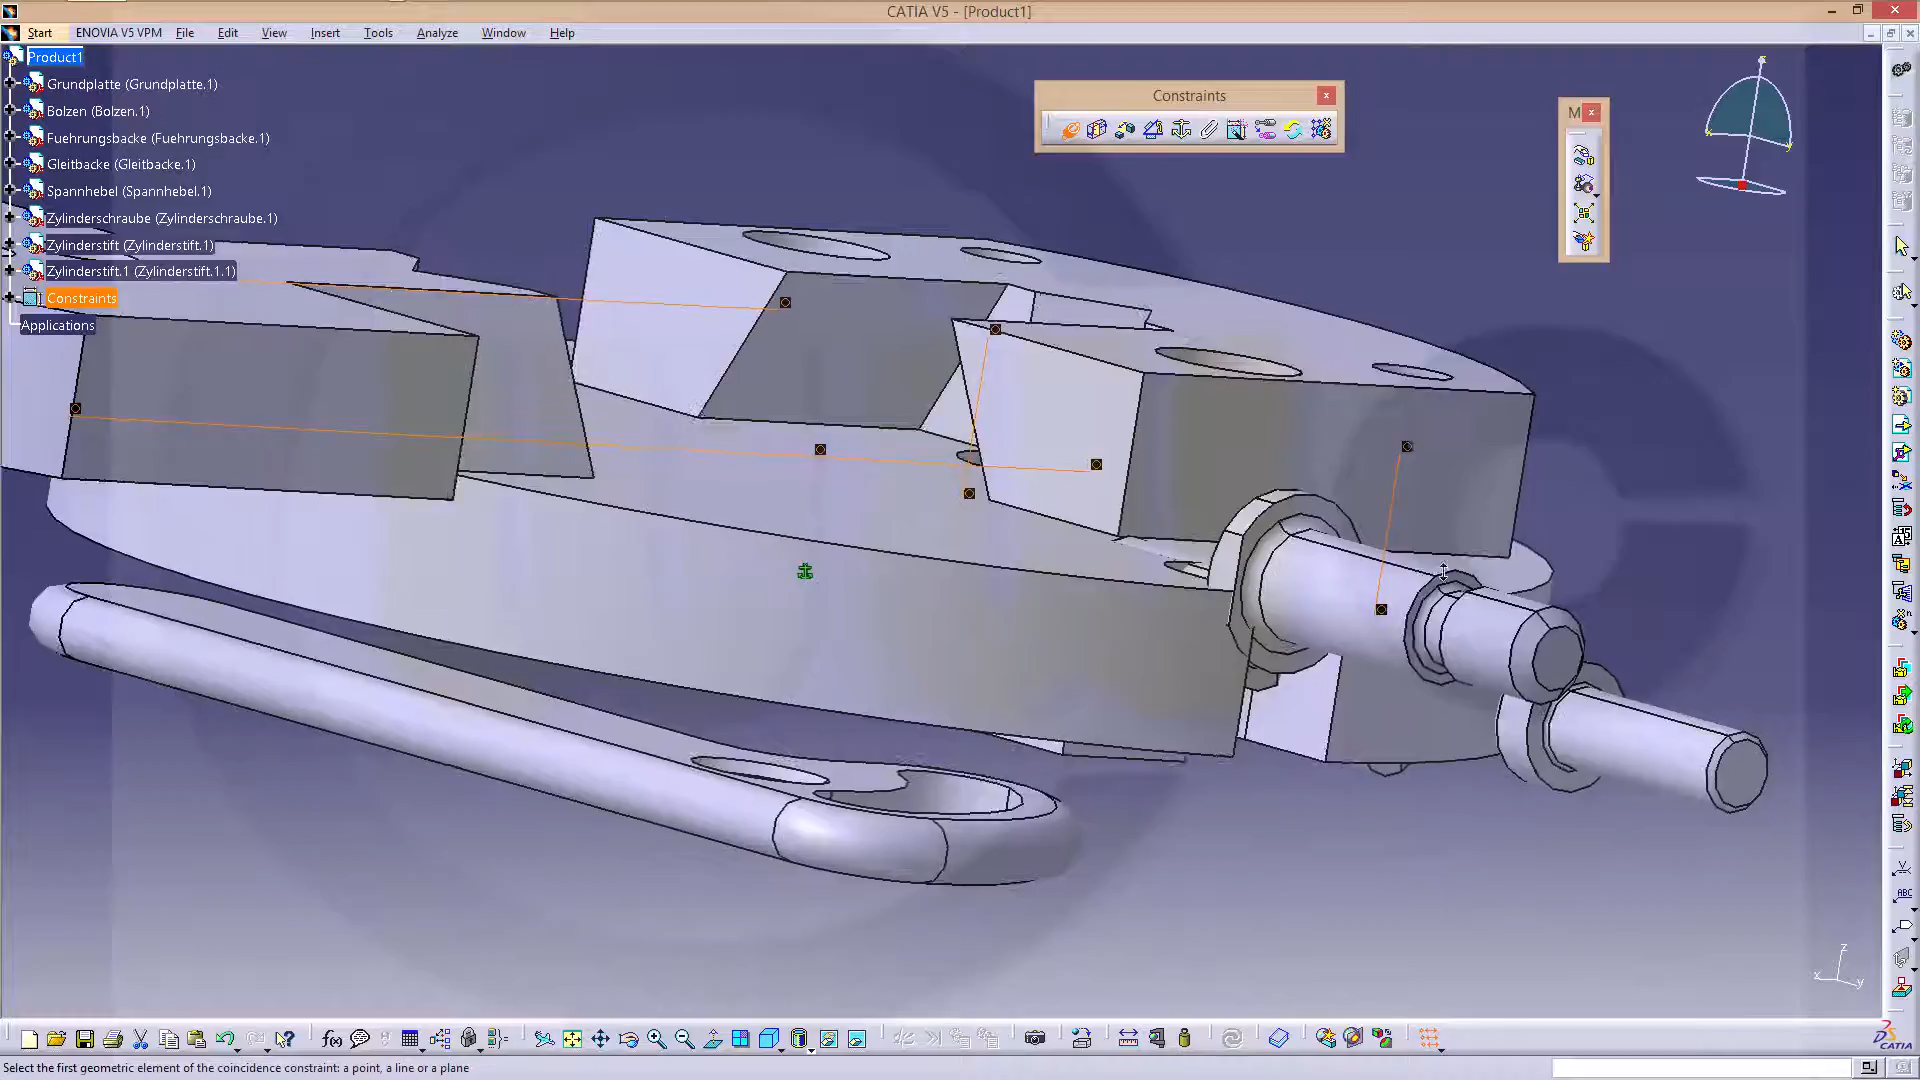 CATIA V5 - [Product1]
Start ENOVIA V5 VPM File Edit View Insert Tools Analyze Window Help
Product1
Grundplatte (Grundplatte.1)
Bolzen (Bolzen.1)
Fuehrungsbacke (Fuehrungsbacke.1)
Gleitbacke (Gleitbacke.1)
Spannhebel (Spannhebel.1)
Zylinderschraube (Zylinderschraube.1)
Zylinderstift (Zylinderstift.1)
Zylinderstift.1 (Zylinderstift.1.1)
Constraints
Applications
Constraints
M
15
ABC
z
x
y
f(x)
CATIA
Select the first geometric element of the coincidence constraint: a point, a line or a plane